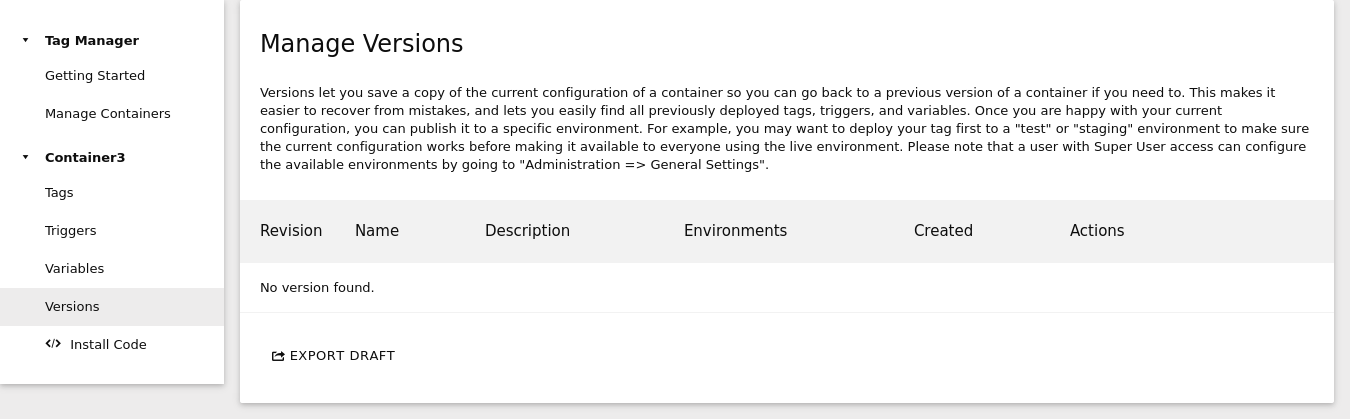 Tag Manager
Getting Started
Manage Containers
Container3
Tags
Triggers
Variables
Versions
Install Code
Manage Versions
Versions let you save a copy of the current configuration of a container so you can go back to a previous version of a container if you need to. This makes it
easier to recover from mistakes, and lets you easily find all previously deployed tags, triggers, and variables. Once you are happy with your current
configuration, you can publish it to a specific environment. For example, you may want to deploy your tag first to a "test" or "staging" environment to make sure
the current configuration works before making it available to everyone using the live environment. Please note that a user with Super User access can configure
the available environments by going to "Administration => General Settings".
Revision Name Description Environments Created Actions
No version found.
EXPORT DRAFT